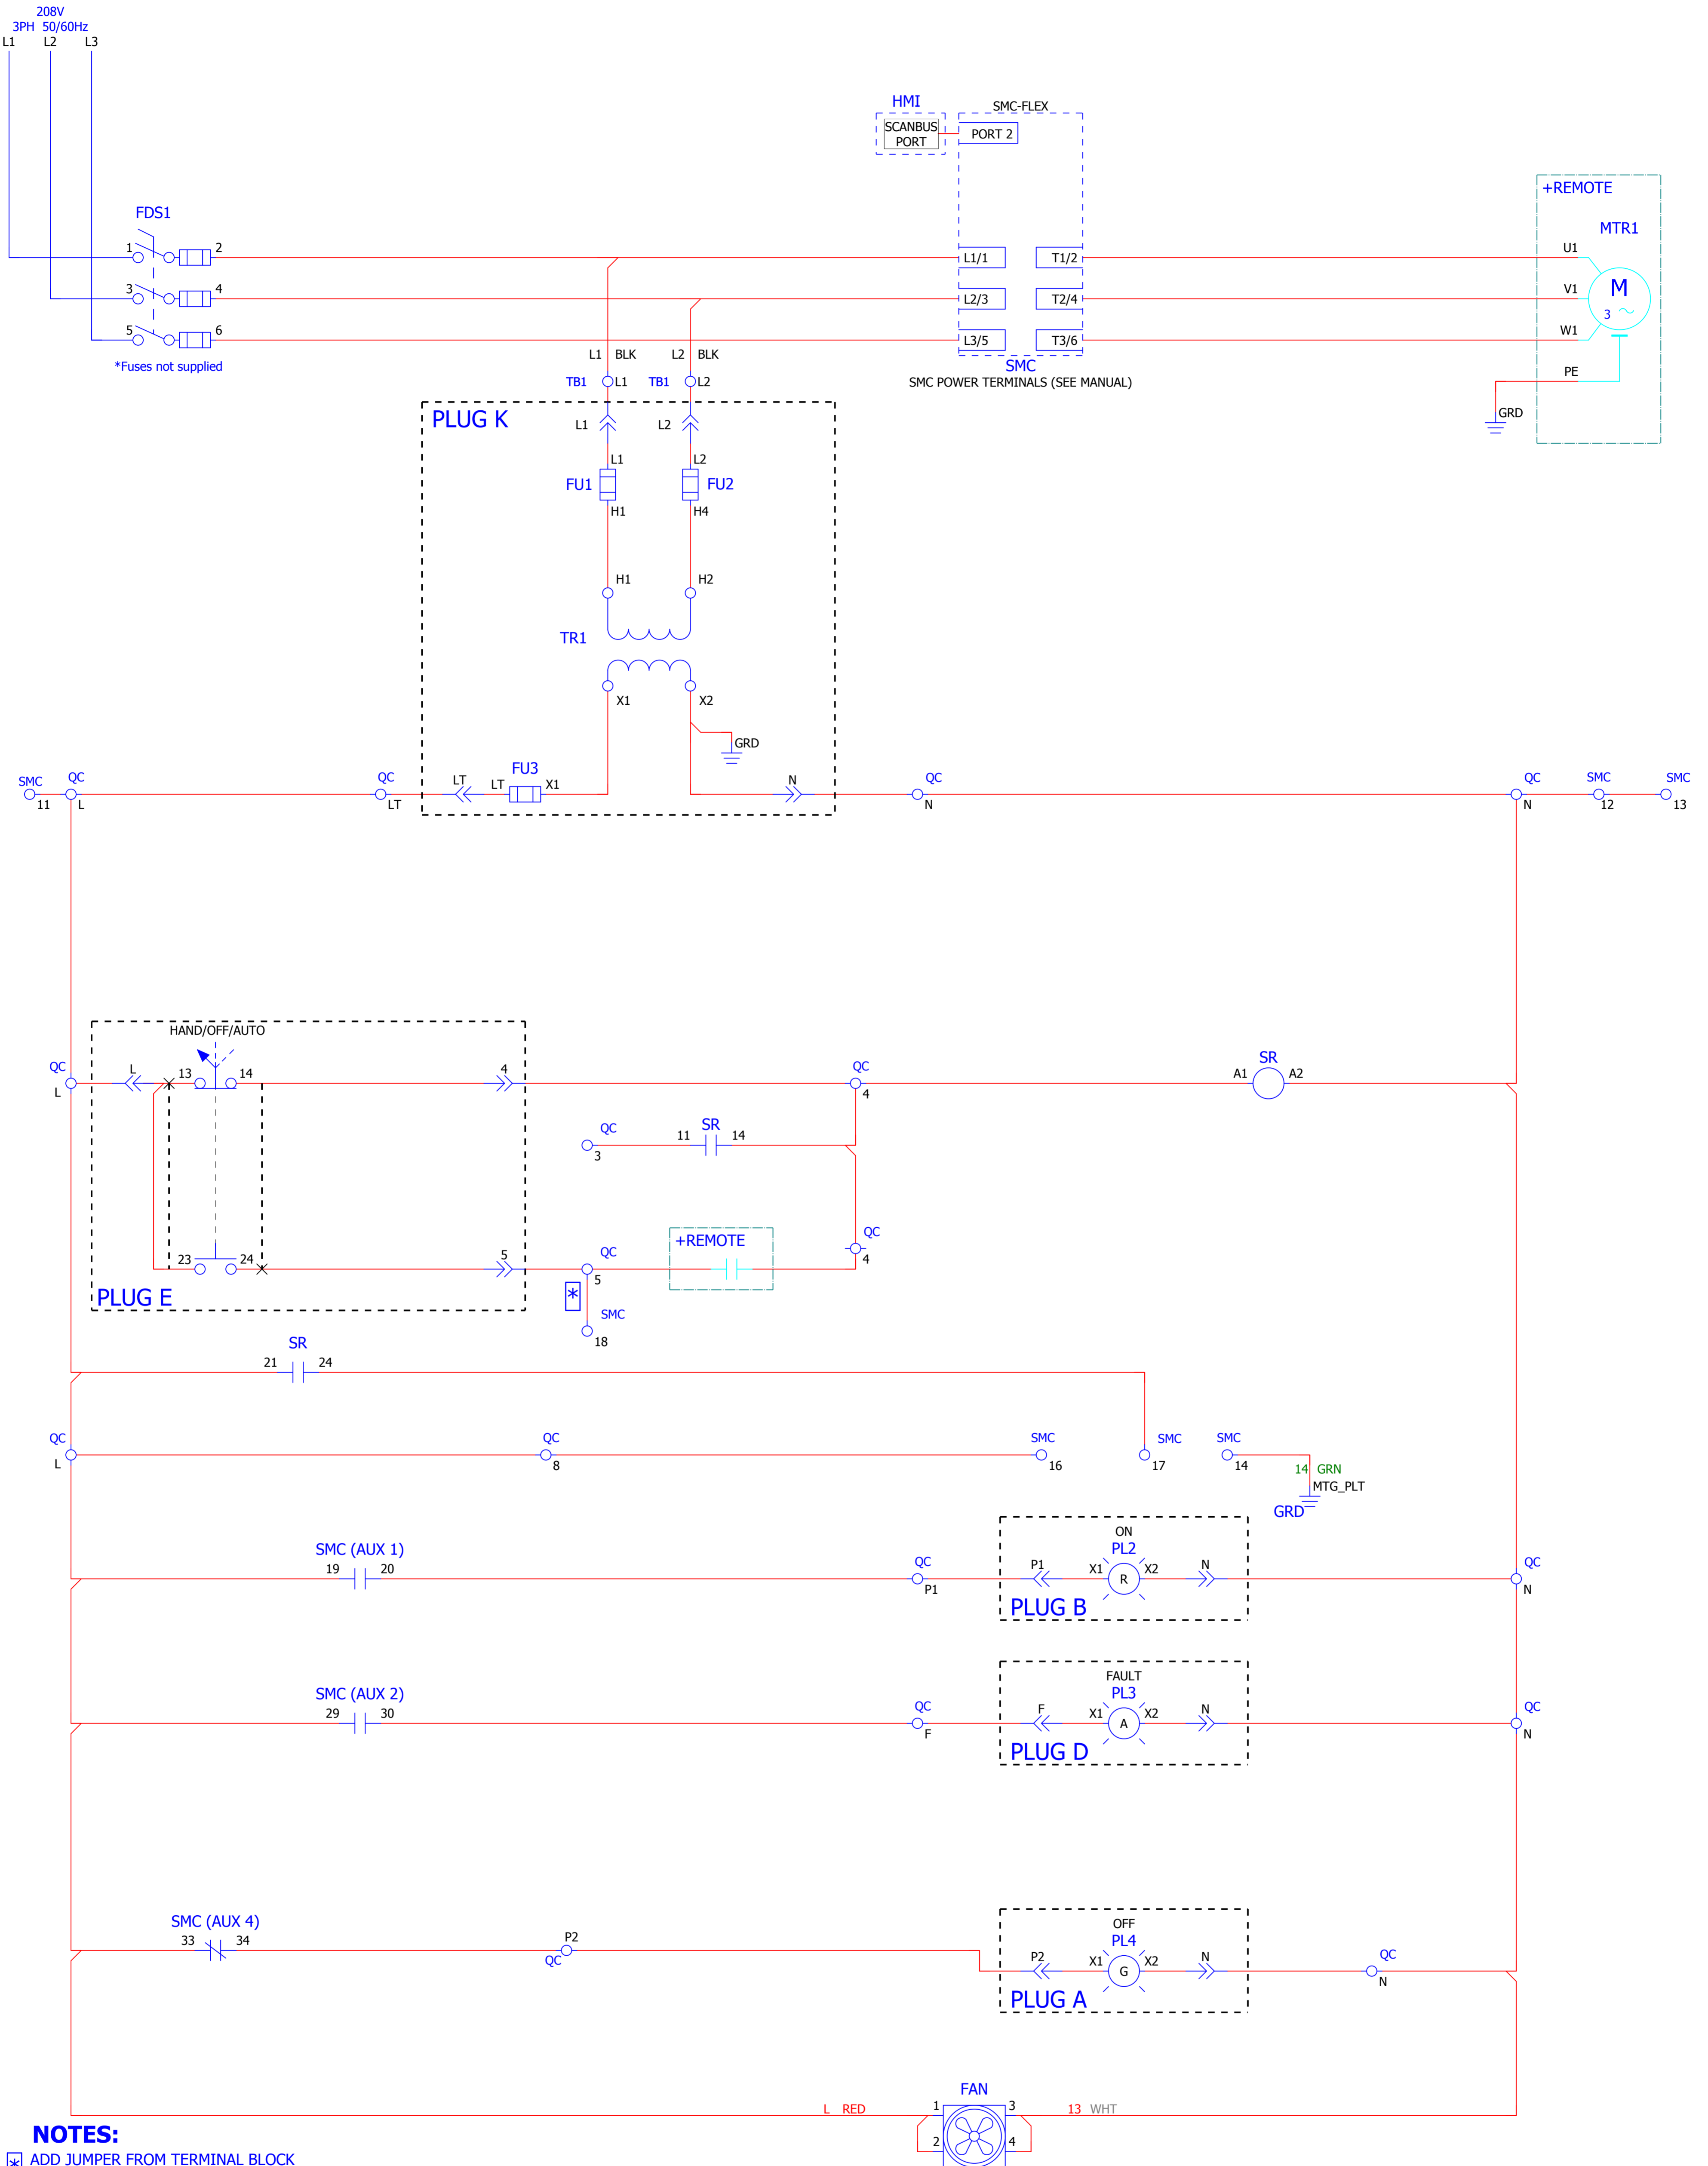 208V
3PH 50/60Hz
L1 L2 L3
HMI
SMC-FLEX
SCANBUS
PORT
PORT 2
+REMOTE
FDS1
MTR1
1 2
L1/1 T1/2
U1
3 4
L2/3 T2/4
V1
M
3
5 6
L3/5 T3/6
W1
*Fuses not supplied
L1 BLK L2 BLK
SMC
PE
TB1 L1 TB1 L2
SMC POWER TERMINALS (SEE MANUAL)
GRD
PLUG K
L1 L2
L1 L2
FU1 FU2
H1 H4
H1 H2
TR1
X1 X2
GRD
FU3
SMC QC QC LT LT X1 N QC QC SMC SMC
11 L LT N N 12 13
HAND/OFF/AUTO
QC L 13 14 4 QC SR
L 4 A1 A2
SR
QC 11 14
3
+REMOTE
QC
4
23 24 5 QC
5
PLUG E
*
SMC
18
SR
21 24
QC QC SMC SMC SMC
L 8 16 17 14
14 GRN
MTG_PLT
GRD
ON
SMC (AUX 1) PL2
19 20 QC P1 X1 R X2 N QC
P1 N
PLUG B
FAULT
SMC (AUX 2) PL3
29 30 QC F X1 A X2 N QC
F N
PLUG D
OFF
SMC (AUX 4) PL4
33 34 P2
QC
P2 X1 G X2 N QC
N
PLUG A
FAN
L RED 1 3 13 WHT
2 4
NOTES:
* ADD JUMPER FROM TERMINAL BLOCK